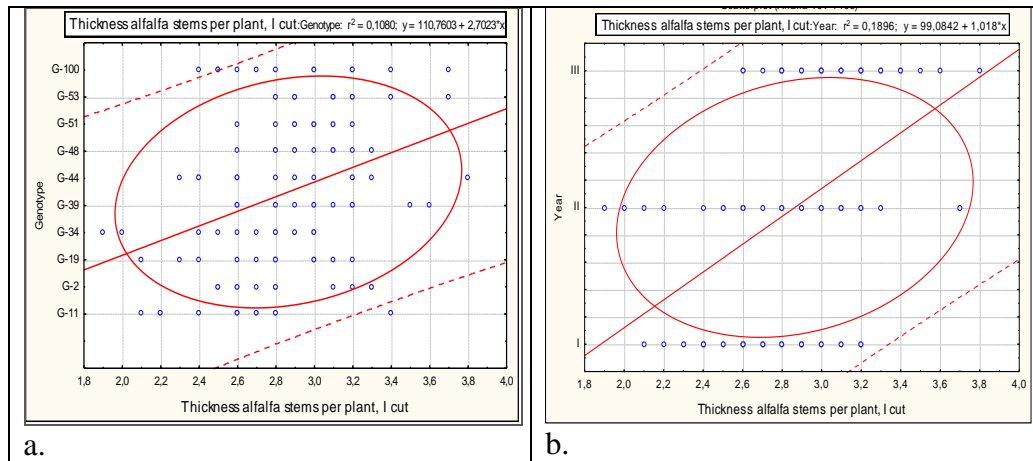 Thickness alfalfa stems per plant, I cut:Genotype: r² = 0,1080; y = 110,7603 + 2,7023*x
G-100
G-53
G-51
G-48
G-44
G-39
G-34
G-19
G-2
G-11
Genotype
1,8 2,0 2,2 2,4 2,6 2,8 3,0 3,2 3,4 3,6 3,8 4,0
Thickness alfalfa stems per plant, I cut
a.
Thickness alfalfa stems per plant, I cut:Year: r² = 0,1896; y = 99,0842 + 1,018*x
III
II
I
Year
1,8 2,0 2,2 2,4 2,6 2,8 3,0 3,2 3,4 3,6 3,8 4,0
Thickness alfalfa stems per plant, I cut
b.